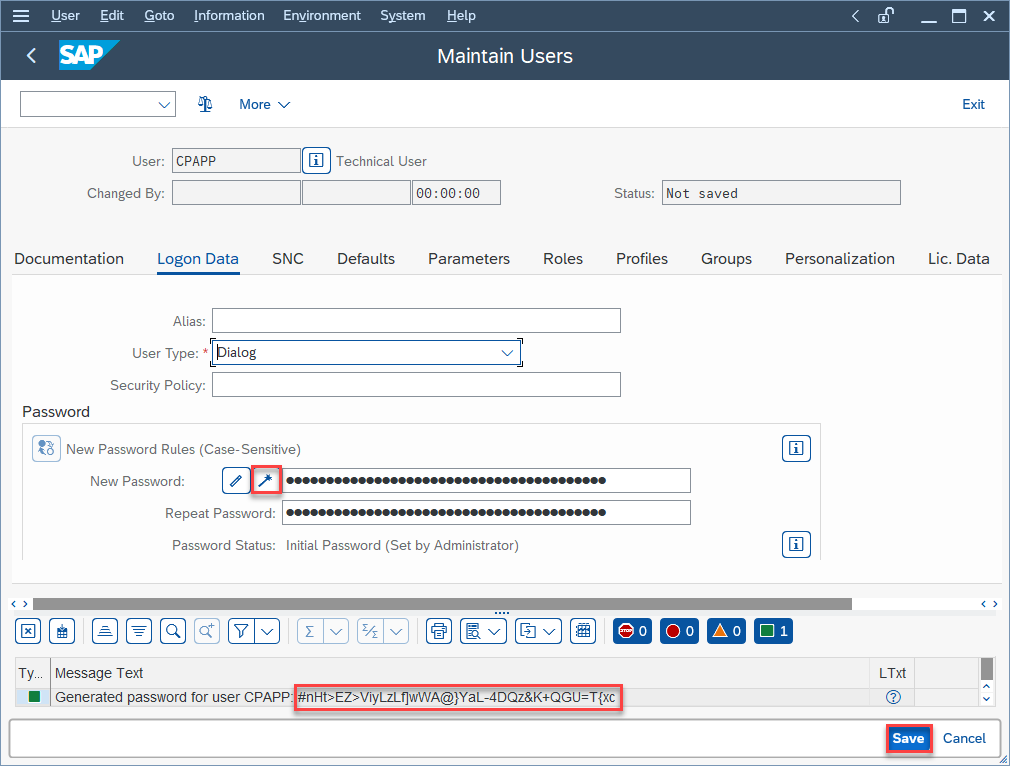 User Edit Goto Information Environment System Help
SAP Maintain Users
More Exit
User: CPAPP Technical User
Changed By: 00:00:00 Status: Not saved
Documentation Logon Data SNC Defaults Parameters Roles Profiles Groups Personalization Lic. Data
Alias:
User Type: * Dialog
Security Policy:
Password
New Password Rules (Case-Sensitive)
New Password:
Repeat Password:
Password Status: Initial Password (Set by Administrator)
STOP 0 0 0 1
Ty... Message Text LTxt
Generated password for user CPAPP: #nHt>EZ>ViyLzLf]wWA@}YaL-4DQz&K+QGU=T{xc
Save Cancel